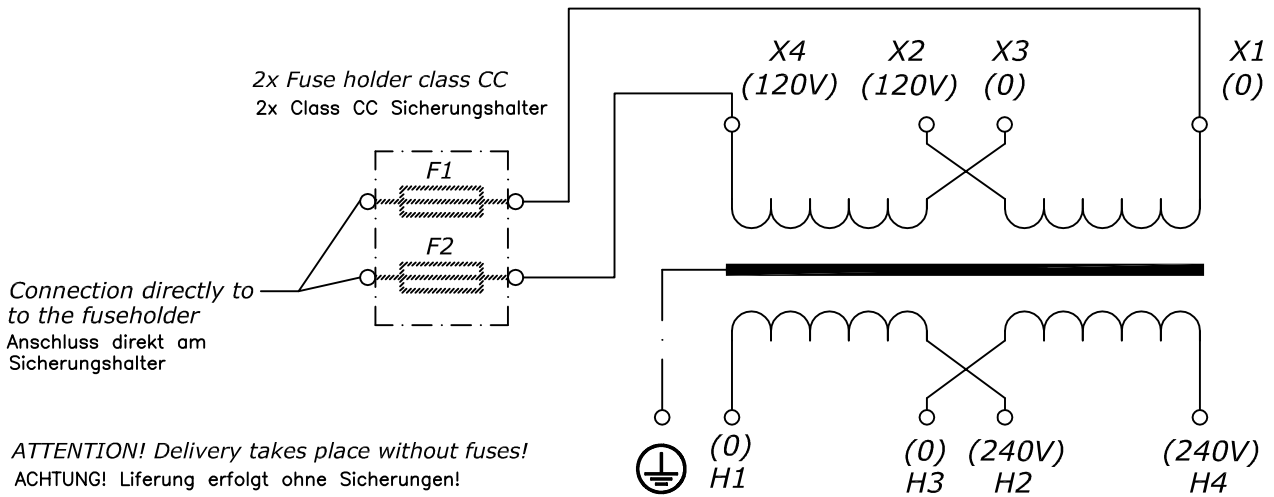 2x Fuse holder class CC
2x Class CC Sicherungshalter
F1
F2
Connection directly to
to the fuseholder
Anschluss direkt am
Sicherungshalter
ATTENTION! Delivery takes place without fuses!
ACHTUNG! Liferung erfolgt ohne Sicherungen!
X4 X2 X3 X1
(120V) (120V) (0) (0)
(0) (0) (240V) (240V)
H1 H3 H2 H4